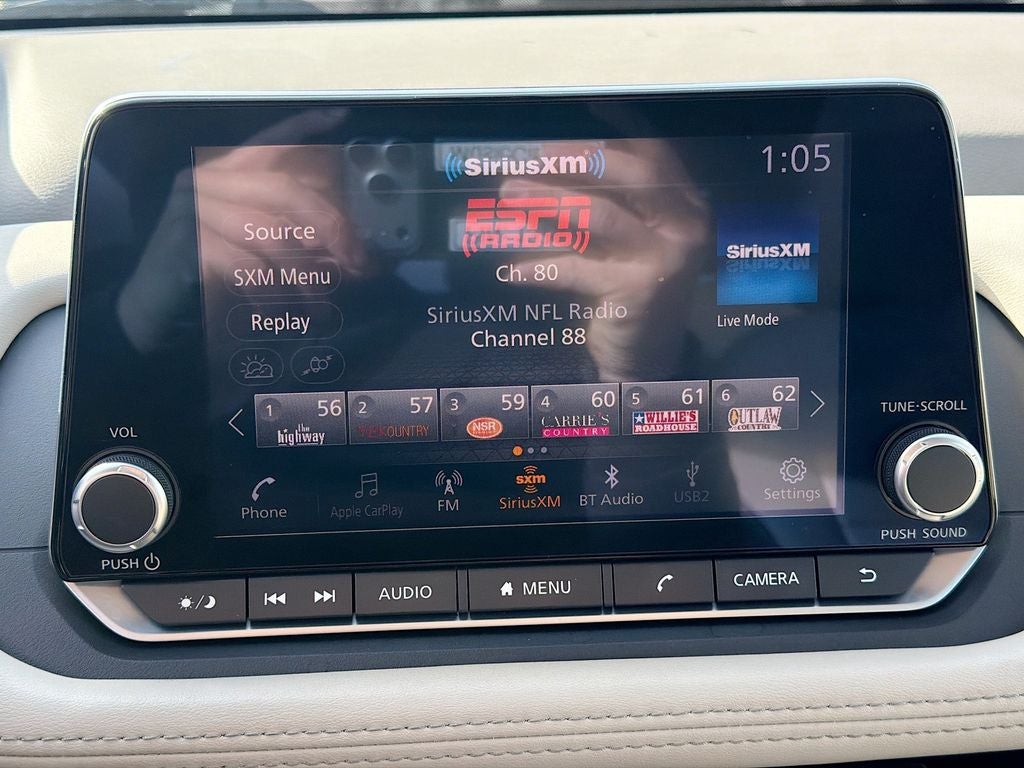 SiriusXM
1:05
ESPN
RADIO
Ch. 80
Source
SXM Menu
Replay
SiriusXM NFL Radio
Channel 88
SiriusXM
Live Mode
1 56
the
highway
2 57
3 59
NSR
4 60
CARRIE'S
COUNTRY
5 61
WILLIE'S
ROADHOUSE
6 62
OUTLAW
COUNTRY
Phone
Apple CarPlay
FM
sxm
SiriusXM
BT Audio
USB2
Settings
VOL
PUSH
TUNE·SCROLL
PUSH SOUND
AUDIO
MENU
CAMERA